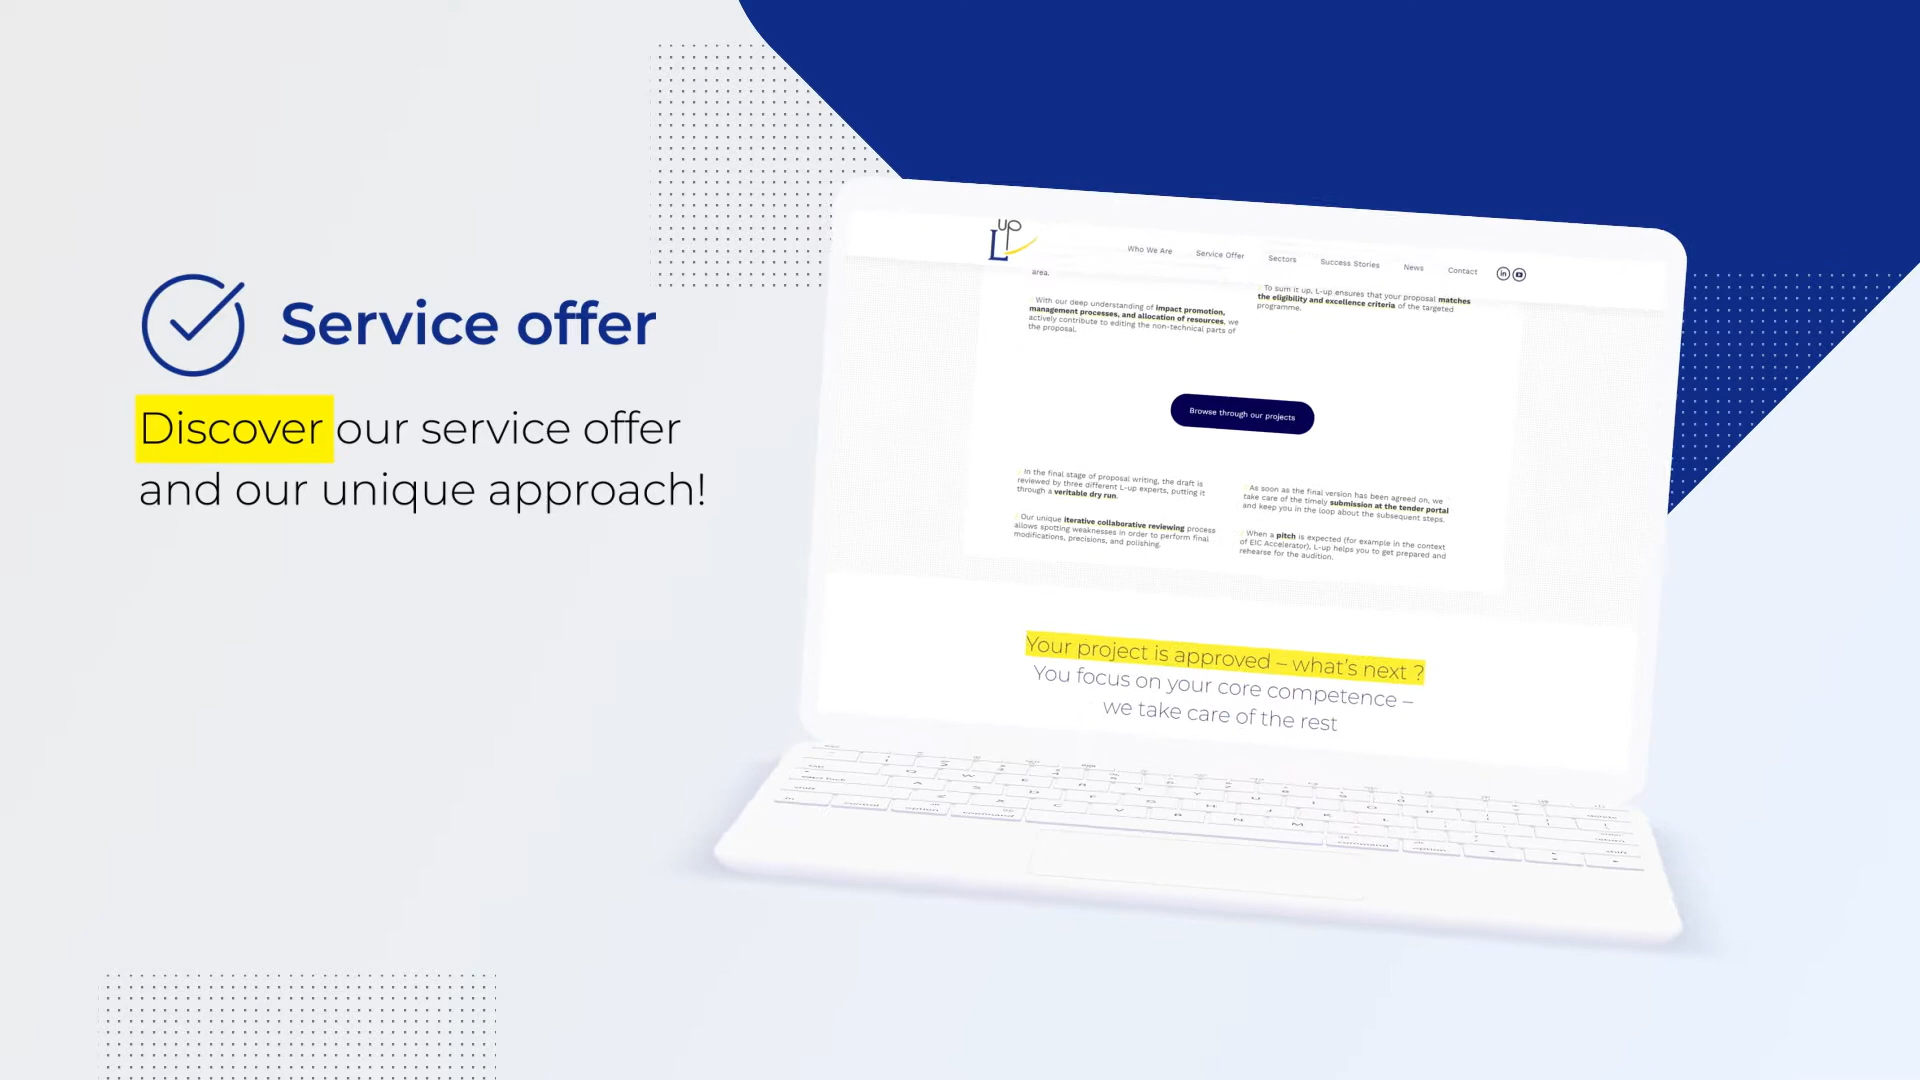 Service offer
Discover our service offer
and our unique approach!
L up
Who We Are
Service Offer
Sectors
Success Stories
News
Contact
area.
With our deep understanding of impact promotion,
management processes, and allocation of resources, we
actively contribute to editing the non-technical parts of
the proposal.
To sum it up, L-up ensures that your proposal matches
the eligibility and excellence criteria of the targeted
programme.
Browse through our projects
In the final stage of proposal writing, the draft is
reviewed by three different L-up experts, putting it
through a veritable dry run.
Our unique iterative collaborative reviewing process
allows spotting weaknesses in order to perform final
modifications, precisions, and polishing.
As soon as the final version has been agreed on, we
take care of the timely submission at the tender portal
and keep you in the loop about the subsequent steps.
When a pitch is expected (for example in the context
of EIC Accelerator), L-up helps you to get prepared and
rehearse for the audition.
Your project is approved – what's next ?
You focus on your core competence –
we take care of the rest